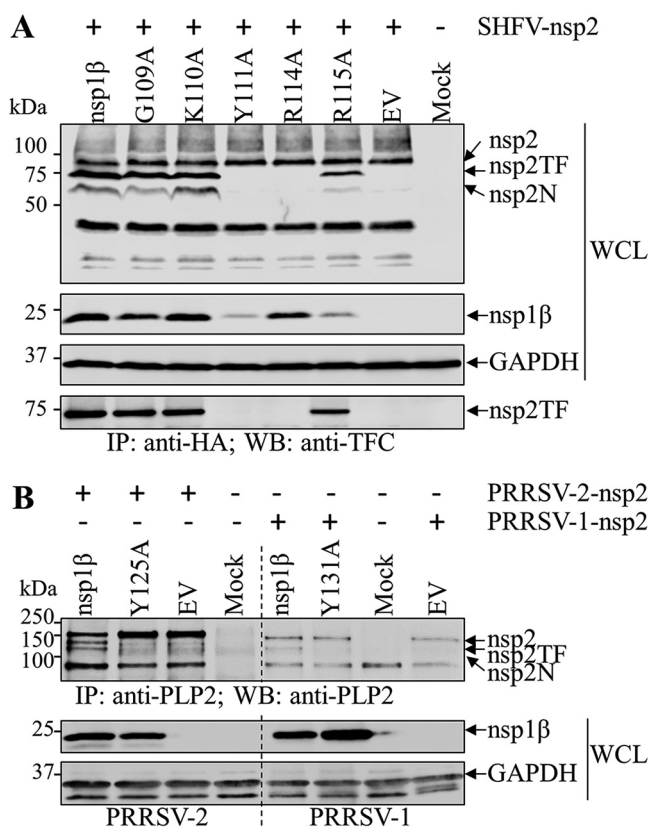 A + + + + + + + - SHFV-nsp2
kDa nsp1β G109A K110A Y111A R114A R115A EV Mock
100 nsp2
75 nsp2TF
nsp2N
50
WCL
25 nsp1β
37 GAPDH
75 nsp2TF
IP: anti-HA; WB: anti-TFC
B + + + - - - - - PRRSV-2-nsp2
- - - - + + - + PRRSV-1-nsp2
kDa nsp1β Y125A EV Mock nsp1β Y131A Mock EV
250
150 nsp2
nsp2TF
100 nsp2N
IP: anti-PLP2; WB: anti-PLP2
25 nsp1β
WCL
37 GAPDH
PRRSV-2 PRRSV-1